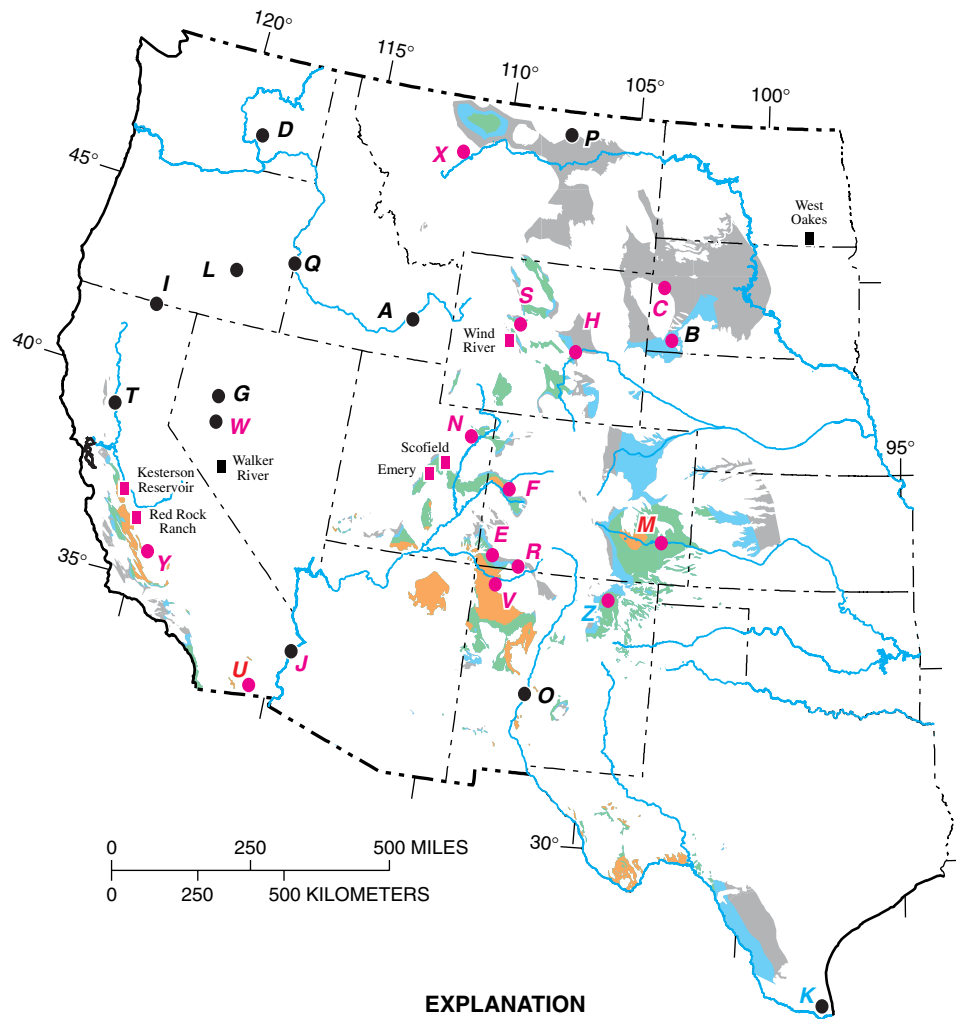 120°
115°
110°
105°
100°
D
P
X
45°
West
Oakes
L
Q
I
S
C
A
H
Wind
River
B
40°
T
G
W
N
95°
Scofield
Emery
Walker
River
Kesterson
Reservoir
F
Red Rock
Ranch
M
E
R
Y
35°
V
Z
J
U
O
0 250 500 MILES
30°
0 250 500 KILOMETERS
K
EXPLANATION